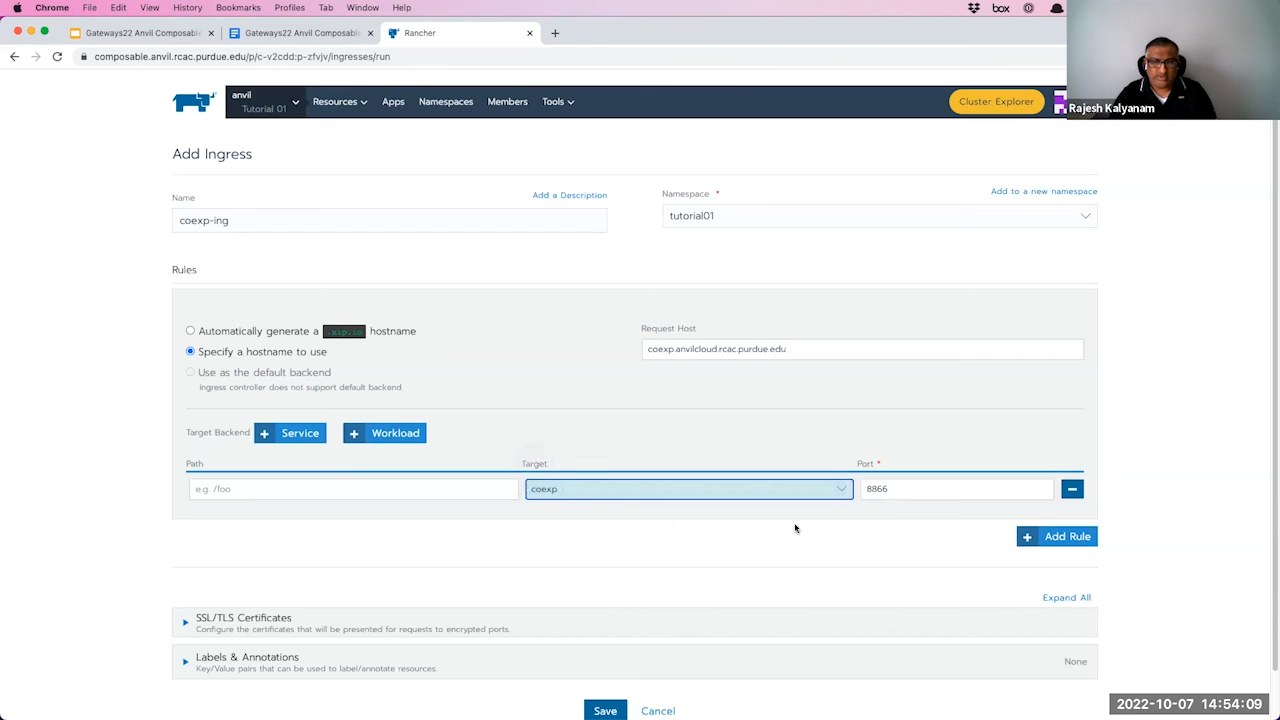 Chrome File Edit View History Bookmarks Profiles Tab Window Help
box
Gateways22 Anvil Composable
Gateways22 Anvil Composable
Rancher
composable.anvil.rcac.purdue.edu/p/c-v2cdd:p-zfvjv/ingresses/run
Rajesh Kalyanam
anvil
Tutorial 01
Resources
Apps
Namespaces
Members
Tools
Cluster Explorer
Add Ingress
Name
Add a Description
Namespace *
Add to a new namespace
coexp-ing
tutorial01
Rules
Automatically generate a .xip.io hostname
Request Host
Specify a hostname to use
coexp.anvilcloud.rcac.purdue.edu
Use as the default backend
Ingress controller does not support default backend
Target Backend
+ Service
+ Workload
Path
Target
Port *
e.g. /foo
coexp
8866
+ Add Rule
Expand All
SSL/TLS Certificates
Configure the certificates that will be presented for requests to encrypted ports.
Labels & Annotations
Key/Value pairs that can be used to label/annotate resources.
None
Save
Cancel
2022-10-07 14:54:09